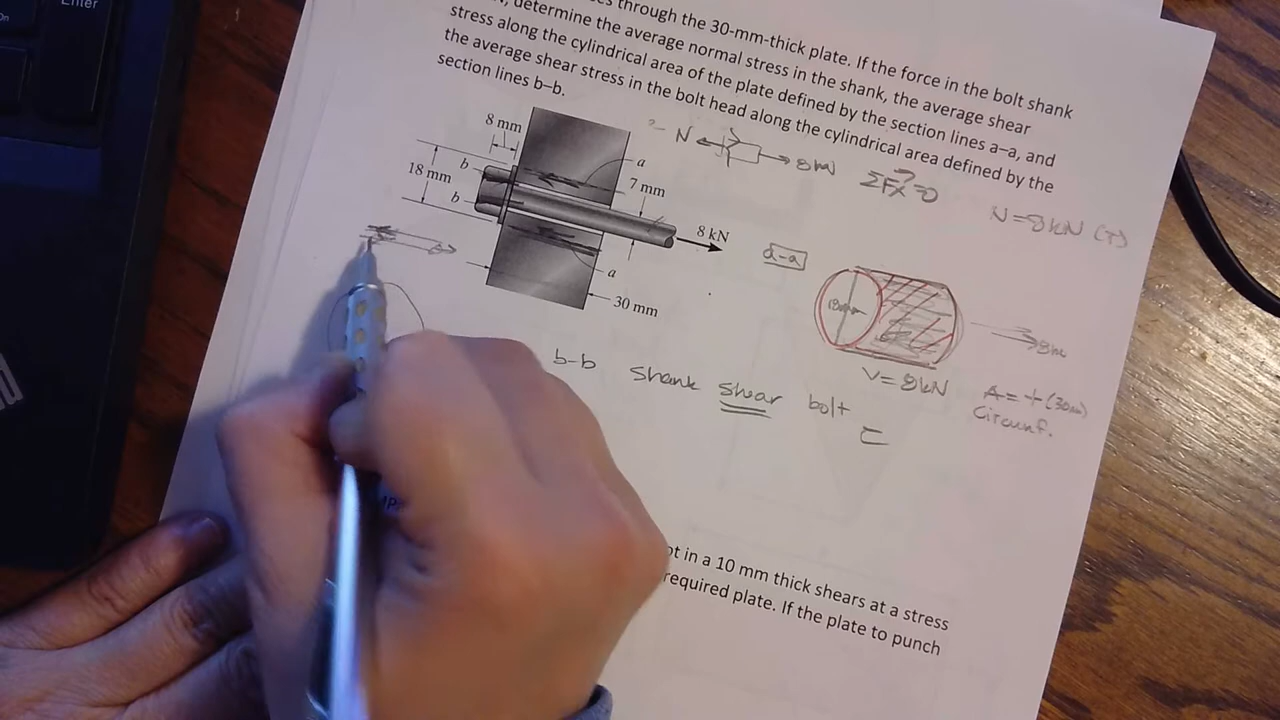 Enter
On
es through the 30-mm-thick plate. If the force in the bolt shank
determine the average normal stress in the shank, the average shear
stress along the cylindrical area of the plate defined by the section lines a–a, and
the average shear stress in the bolt head along the cylindrical area defined by the
section lines b–b.
8 mm
a
b
18 mm
7 mm
b
8 kN
a
30 mm
N
8kN
ΣFx=0
N=8kN (T)
a-a
V=8kN
A= (30mm)
Circumf.
b-b shank shear bolt
ot in a 10 mm thick shears at a stress
required plate. If the plate to punch